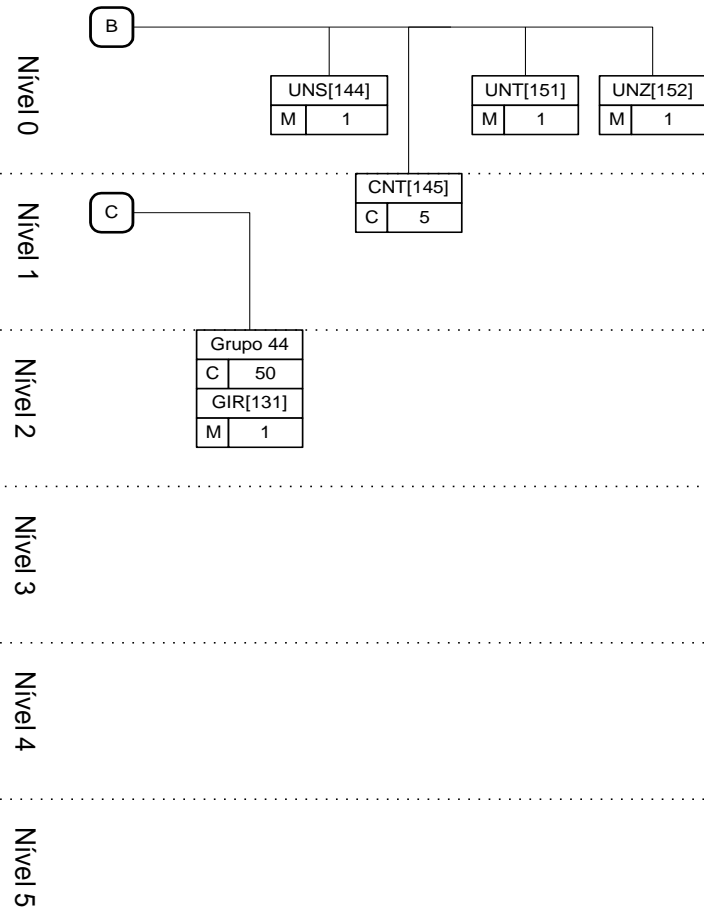 B
Nível 0
UNS[144]
M 1
UNT[151]
M 1
UNZ[152]
M 1
CNT[145]
C 5
Nível 1
C
Grupo 44
C 50
GIR[131]
M 1
Nível 2
Nível 3
Nível 4
Nível 5